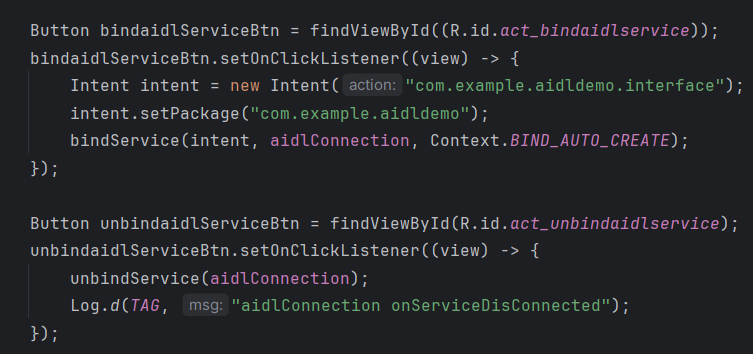 Button bindaidlServiceBtn = findViewById((R.id.act_bindaidlservice));
bindaidlServiceBtn.setOnClickListener((view) -> {
Intent intent = new Intent( action: "com.example.aidldemo.interface");
intent.setPackage("com.example.aidldemo");
bindService(intent, aidlConnection, Context.BIND_AUTO_CREATE);
});
Button unbindaidlServiceBtn = findViewById(R.id.act_unbindaidlservice);
unbindaidlServiceBtn.setOnClickListener((view) -> {
unbindService(aidlConnection);
Log.d(TAG, msg: "aidlConnection onServiceDisConnected");
});